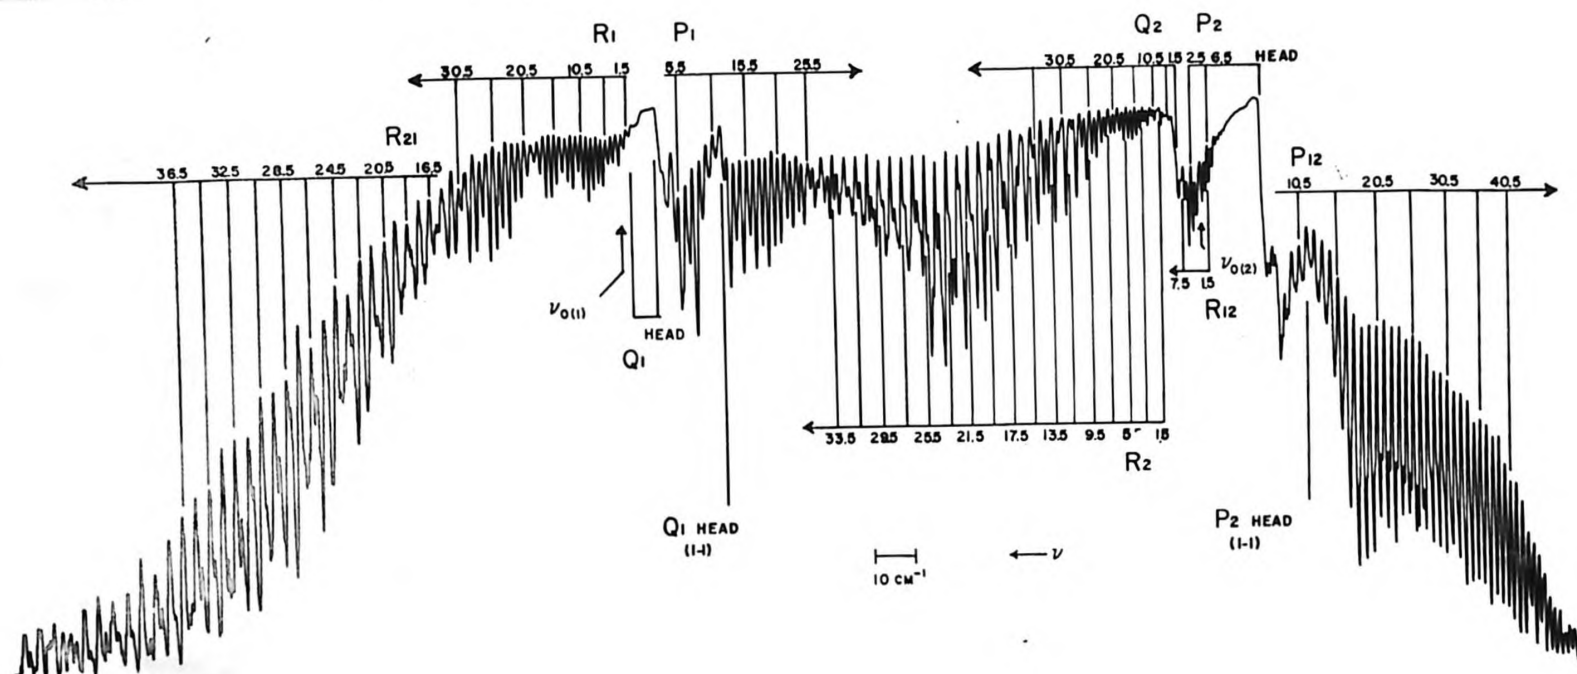 R1 P1 Q2 P2
30.5 20.5 10.5 1.5 5.5 15.5 25.5 30.5 20.5 10.5 1.5 2.5 6.5 HEAD
R21 P12
36.5 32.5 28.5 24.5 20.5 16.5 10.5 20.5 30.5 40.5
ν0(1) HEAD 7.5 1.5 ν0(2)
Q1 R12
33.5 29.5 25.5 21.5 17.5 13.5 9.5 1.5
R2
Q1 HEAD P2 HEAD
(1-1) (1-1)
10 CM⁻¹ ν